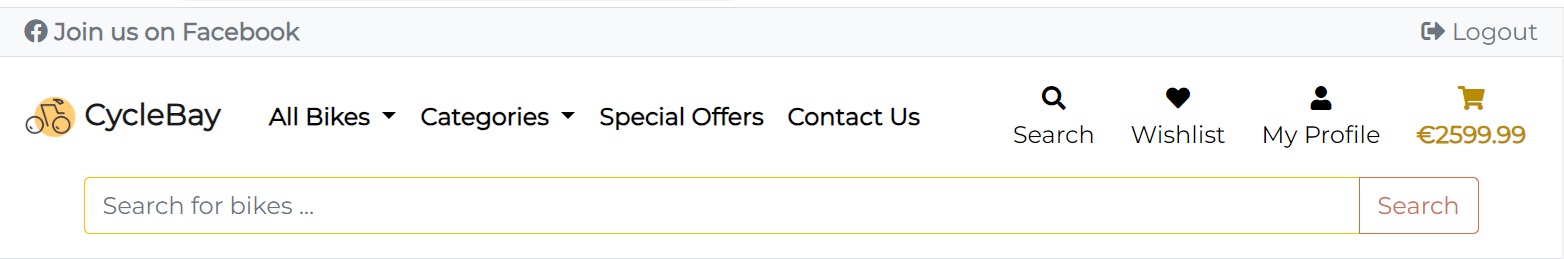 Join us on Facebook
Logout
CycleBay
All Bikes
Categories
Special Offers
Contact Us
Search
Wishlist
My Profile
€2599.99
Search for bikes ...
Search